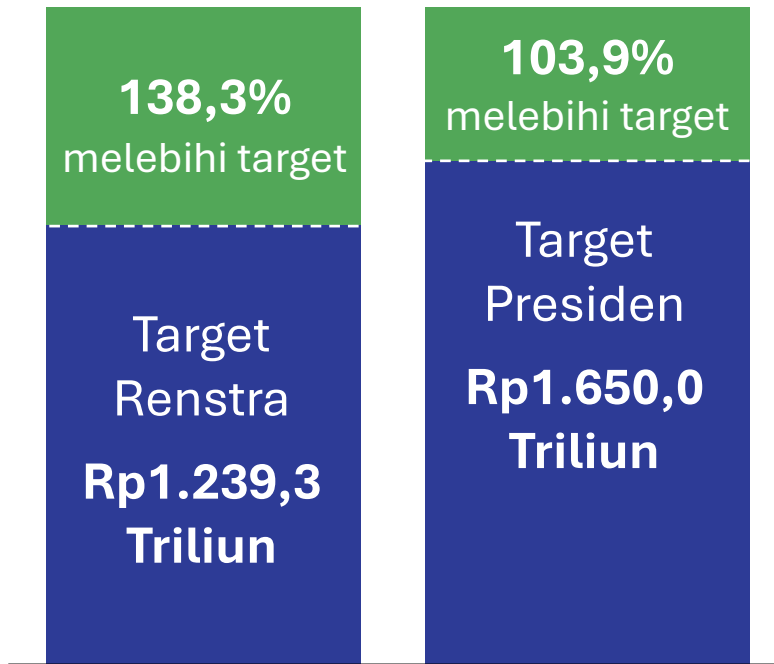 138,3%
melebihi target
Target
Renstra
Rp1.239,3
Triliun
103,9%
melebihi target
Target
Presiden
Rp1.650,0
Triliun